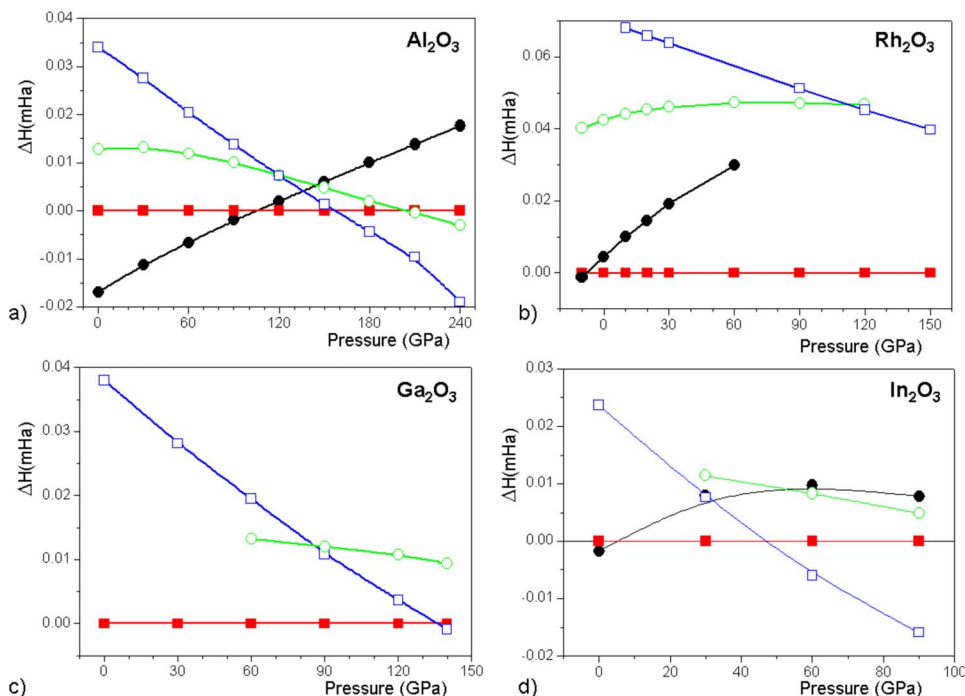 0.04
0.03
0.02
0.01
0.00
-0.01
-0.02
ΔH(mHa)
Al₂O₃
0 60 120 180 240
Pressure (GPa)
a)
0.06
0.04
0.02
0.00
ΔH(mHa)
Rh₂O₃
0 30 60 90 120 150
Pressure (GPa)
b)
0.04
0.03
0.02
0.01
0.00
ΔH(mHa)
Ga₂O₃
0 30 60 90 120 140
Pressure (GPa)
c)
0.03
0.02
0.01
0.00
-0.01
-0.02
ΔH(mHa)
In₂O₃
0 20 40 60 80 100
Pressure (GPa)
d)